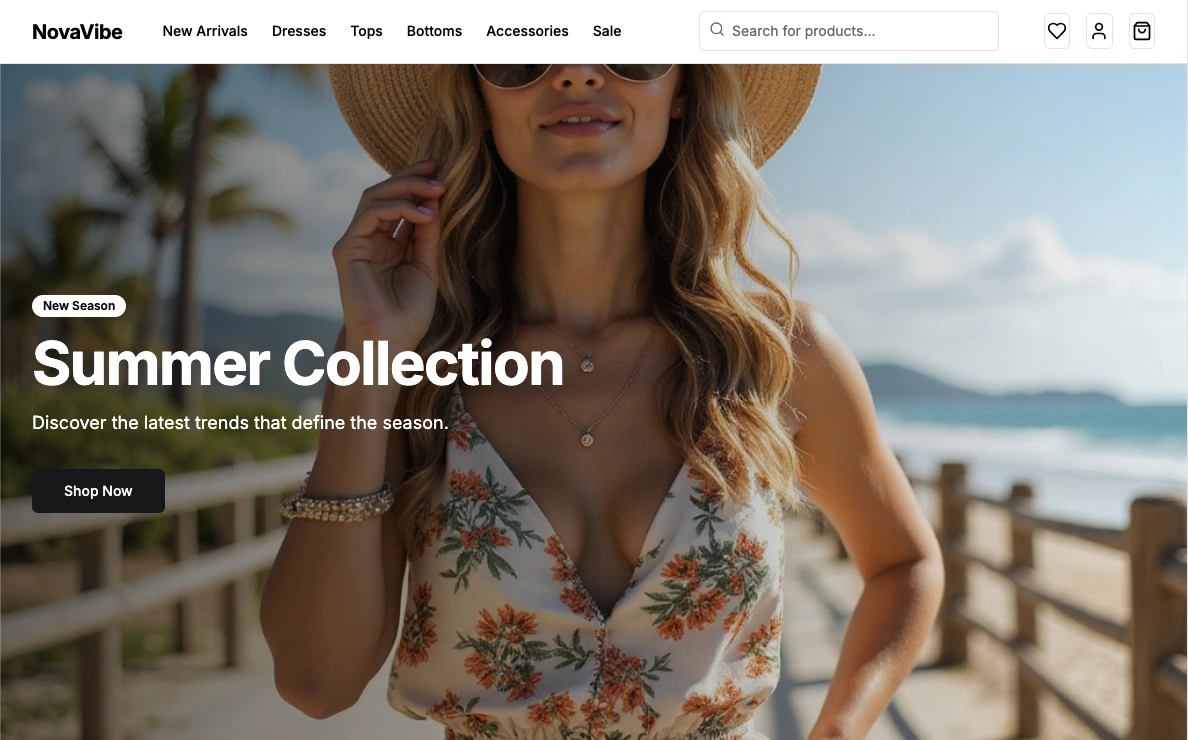 NovaVibe
New Arrivals
Dresses
Tops
Bottoms
Accessories
Sale
Search for products...
New Season
Summer Collection
Discover the latest trends that define the season.
Shop Now